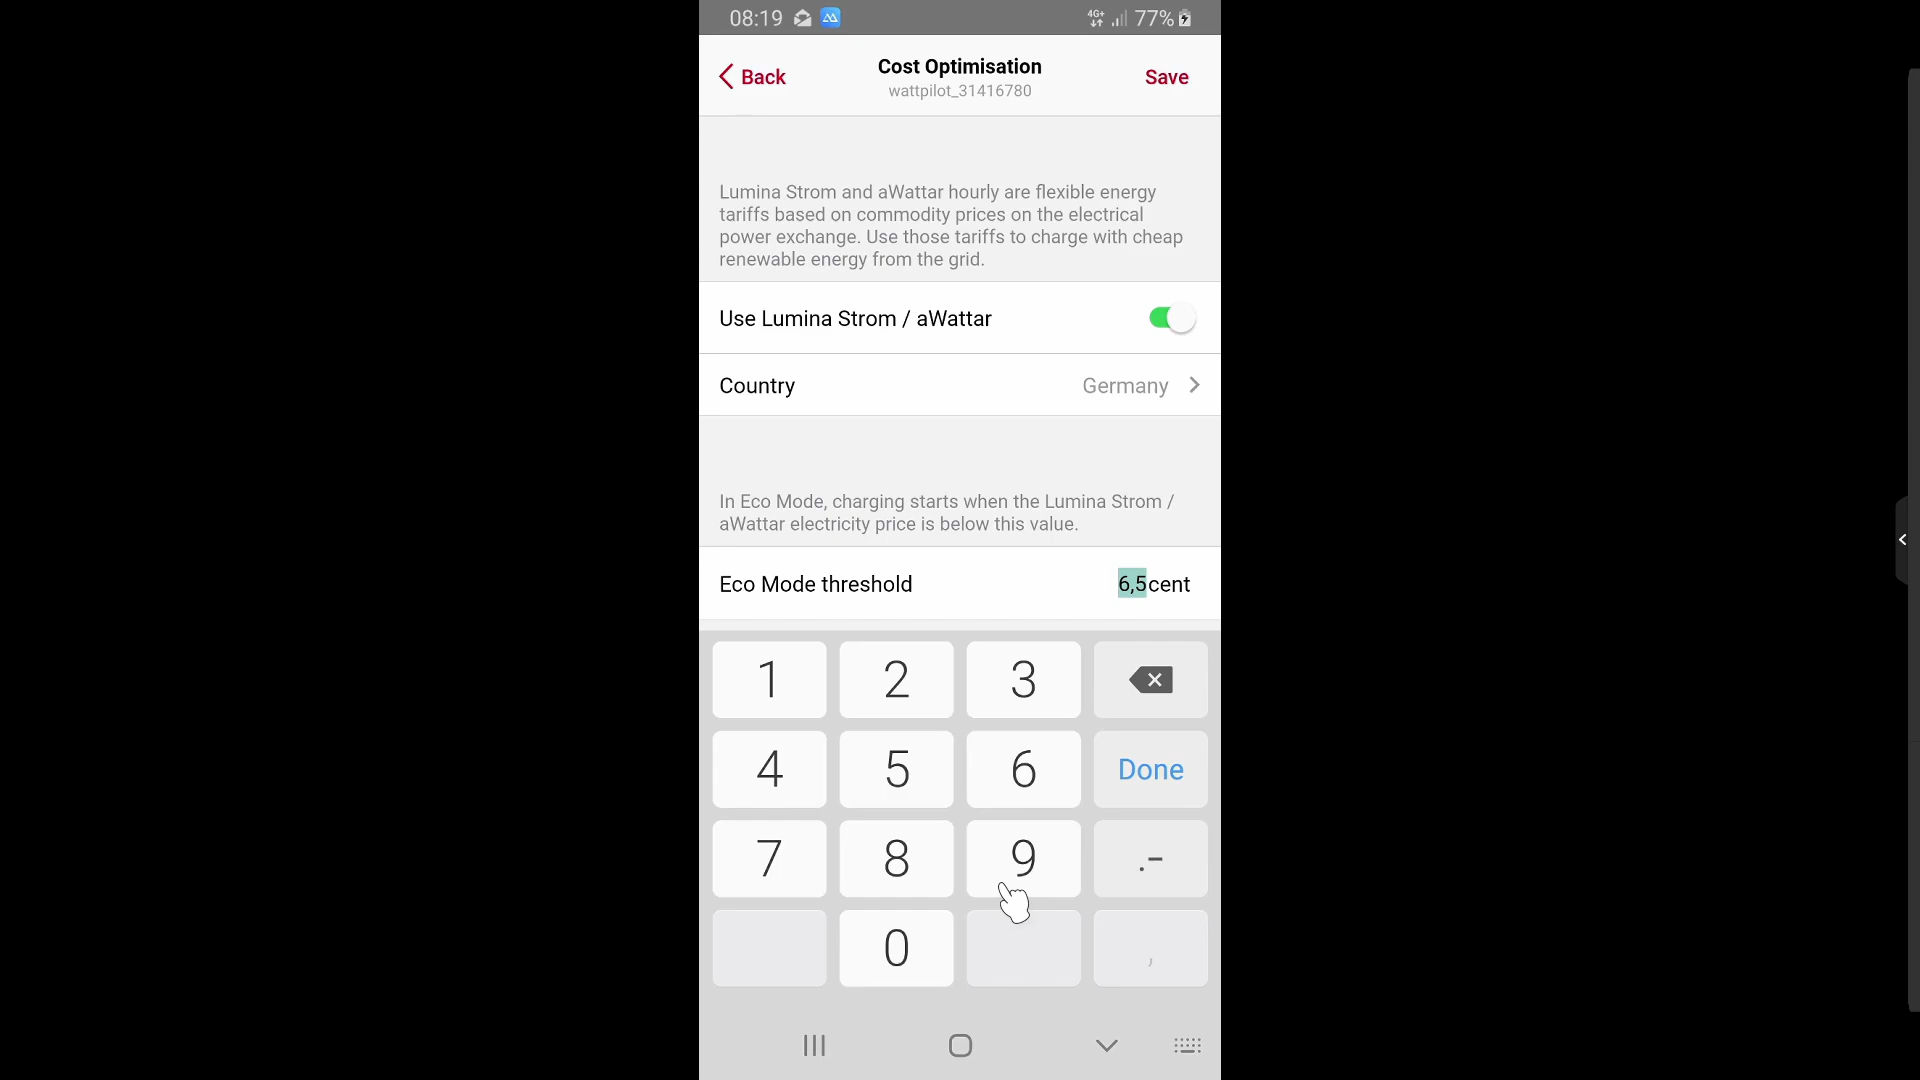 08:19 4G+ 77%
Back Cost Optimisation Save
wattpilot_31416780
Lumina Strom and aWattar hourly are flexible energy
tariffs based on commodity prices on the electrical
power exchange. Use those tariffs to charge with cheap
renewable energy from the grid.
Use Lumina Strom / aWattar
Country Germany
In Eco Mode, charging starts when the Lumina Strom /
aWattar electricity price is below this value.
Eco Mode threshold 6,5cent
1 2 3
4 5 6 Done
7 8 9 .-
0 ,